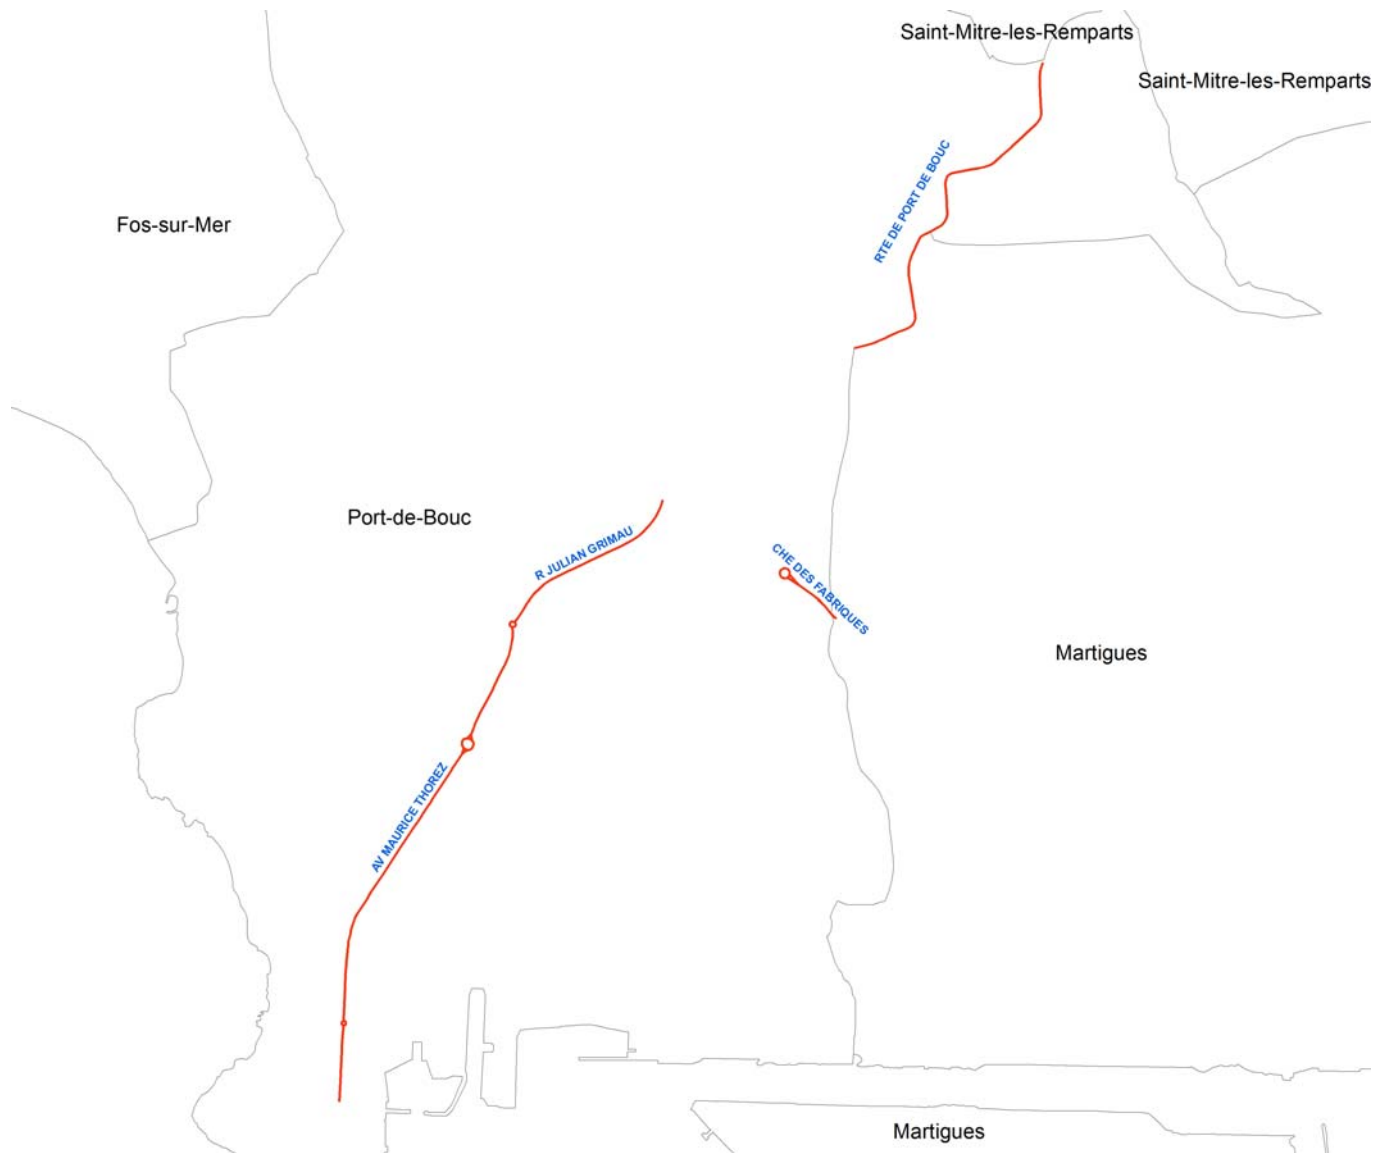 Saint-Mitre-les-Remparts
Saint-Mitre-les-Remparts
RTE DE PORT DE BOUC
Fos-sur-Mer
Port-de-Bouc
R JULIAN GRIMAU
CHE DES FABRIQUES
Martigues
AV MAURICE THOREZ
Martigues